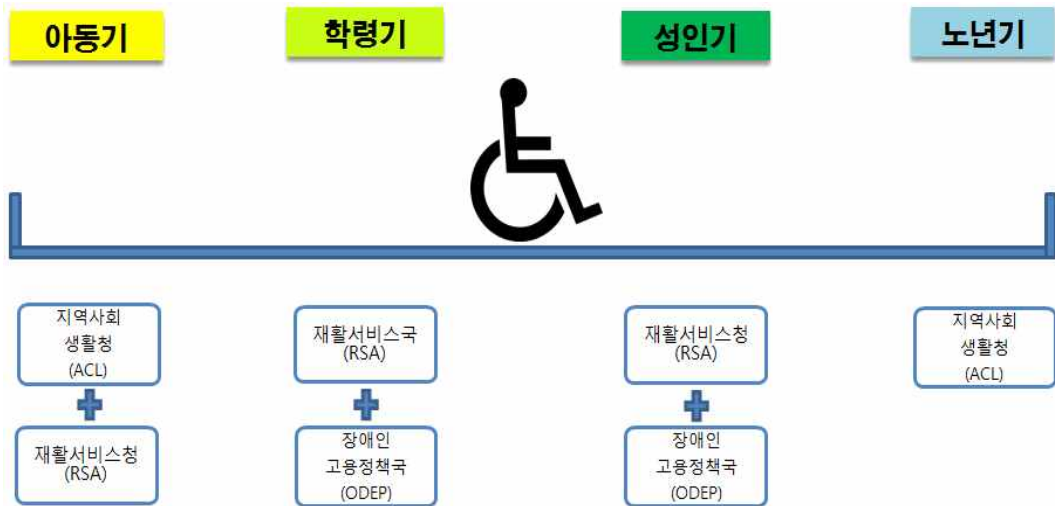 아동기
학령기
성인기
노년기
지역사회
생활청
(ACL)
재활서비스청
(RSA)
재활서비스국
(RSA)
장애인
고용정책국
(ODEP)
재활서비스청
(RSA)
장애인
고용정책국
(ODEP)
지역사회
생활청
(ACL)